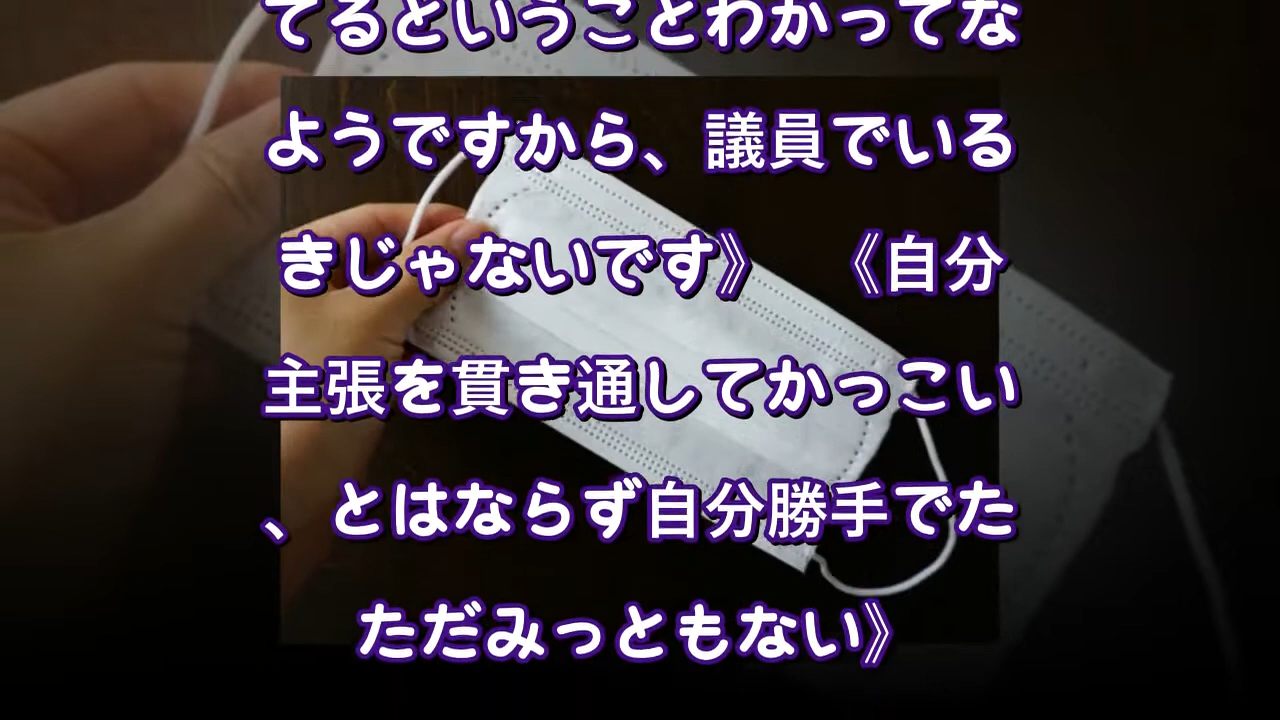 てるということわかってな
ようですから、議員でいる
きじゃないです》 《自分
主張を貫き通してかっこい
、とはならず自分勝手でた
ただみっともない》